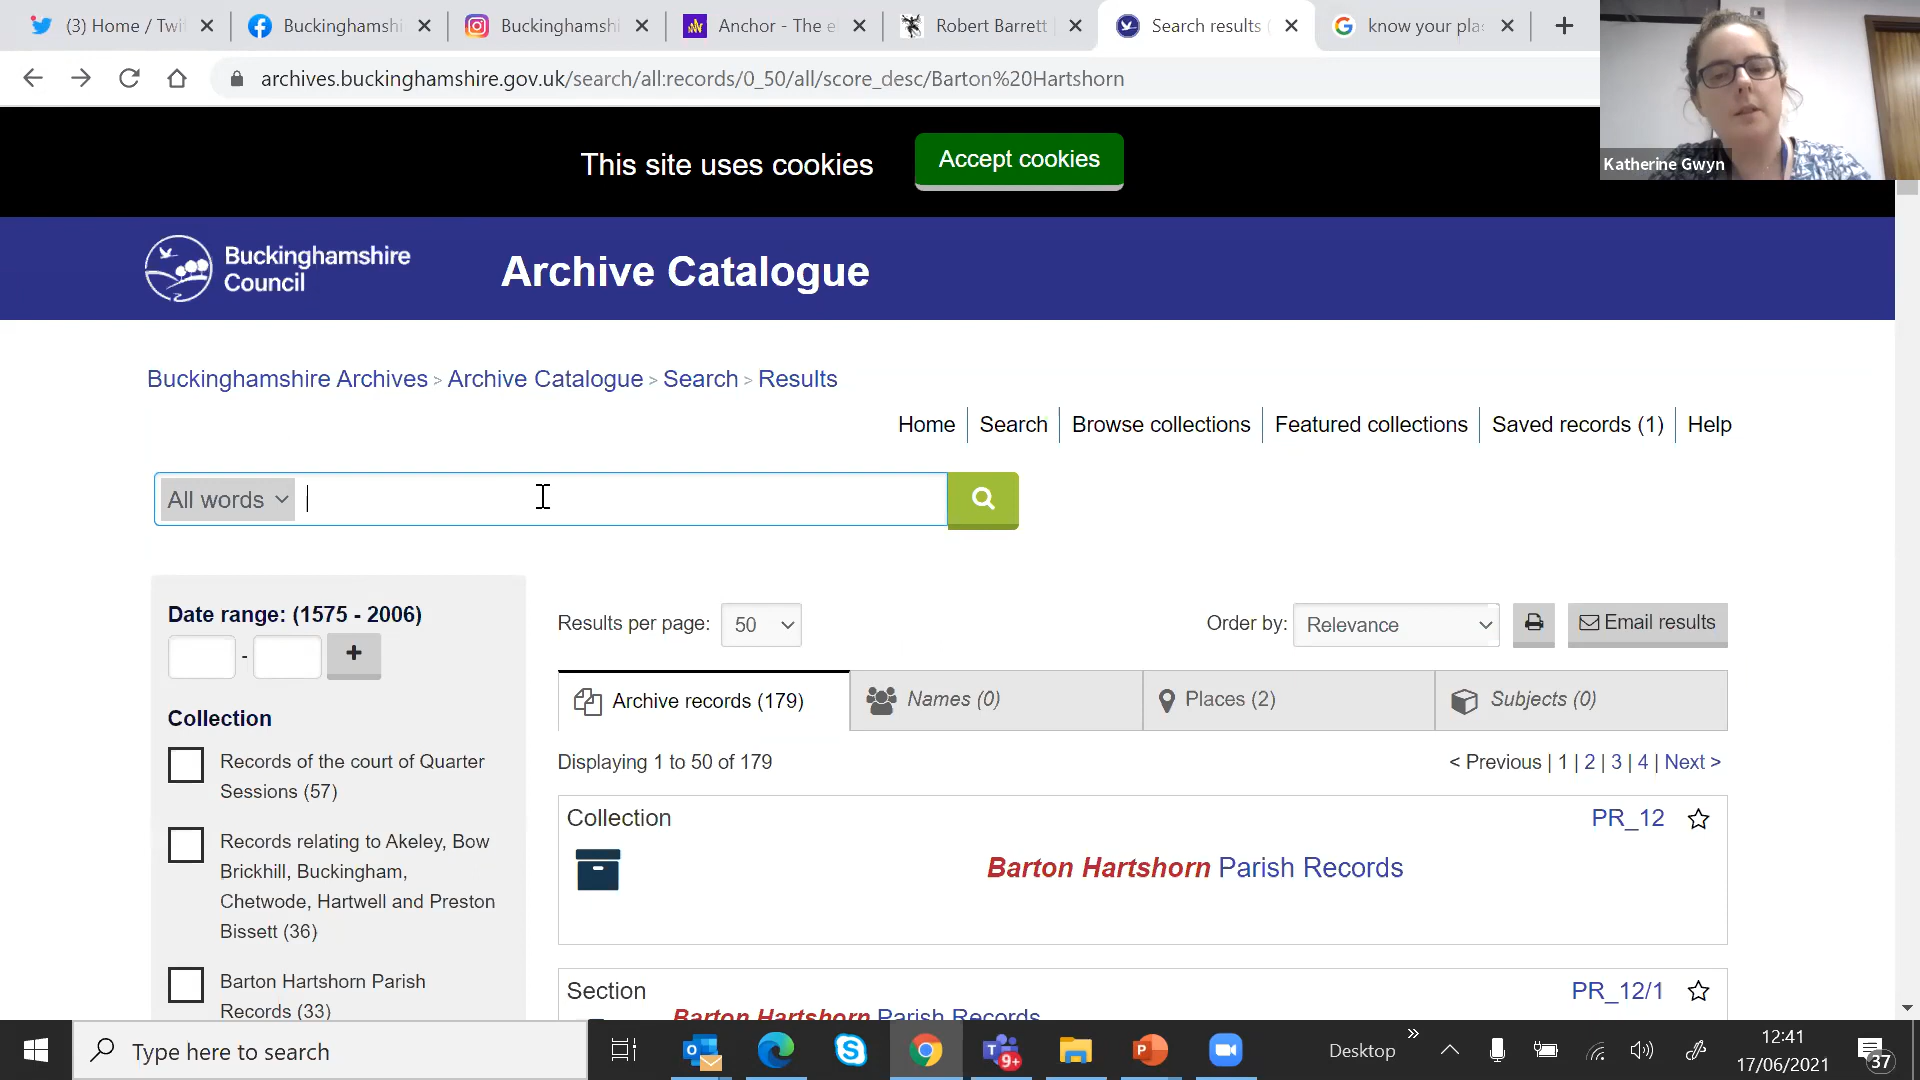 (3) Home / Twi
Buckinghamshi
Buckinghamshi
Anchor - The e
Robert Barrett
Search results
know your pla
archives.buckinghamshire.gov.uk/search/all:records/0_50/all/score_desc/Barton%20Hartshorn
Katherine Gwyn
This site uses cookies
Accept cookies
Buckinghamshire
Council
Archive Catalogue
Buckinghamshire Archives > Archive Catalogue > Search > Results
Home
Search
Browse collections
Featured collections
Saved records (1)
Help
All words
Date range: (1575 - 2006)
-
+
Collection
Records of the court of Quarter
Sessions (57)
Records relating to Akeley, Bow
Brickhill, Buckingham,
Chetwode, Hartwell and Preston
Bissett (36)
Barton Hartshorn Parish
Records (33)
Results per page: 50
Order by: Relevance
Email results
Archive records (179)
Names (0)
Places (2)
Subjects (0)
Displaying 1 to 50 of 179
< Previous | 1 | 2 | 3 | 4 | Next >
Collection
PR_12
Barton Hartshorn Parish Records
Section
PR_12/1
Barton Hartshorn Parish Records
Type here to search
9+
Desktop
12:41
17/06/2021
37